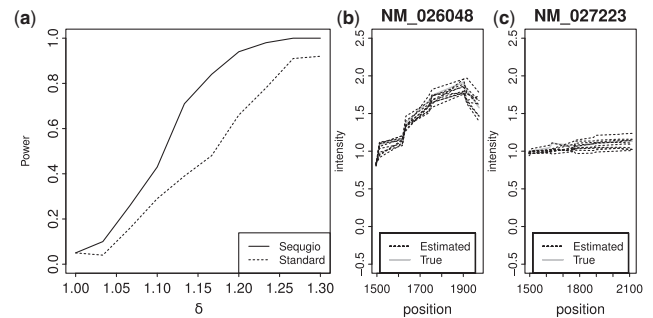 (a)
Power
0.0 0.2 0.4 0.6 0.8 1.0
Sequgio
Standard
1.00 1.05 1.10 1.15 1.20 1.25 1.30
δ
(b) NM_026048
intensity
−0.5 0.0 0.5 1.0 1.5 2.0 2.5
Estimated
True
1500 1700 1900
position
(c) NM_027223
intensity
−0.5 0.0 0.5 1.0 1.5 2.0 2.5
Estimated
True
1500 1700 1900 2100
position